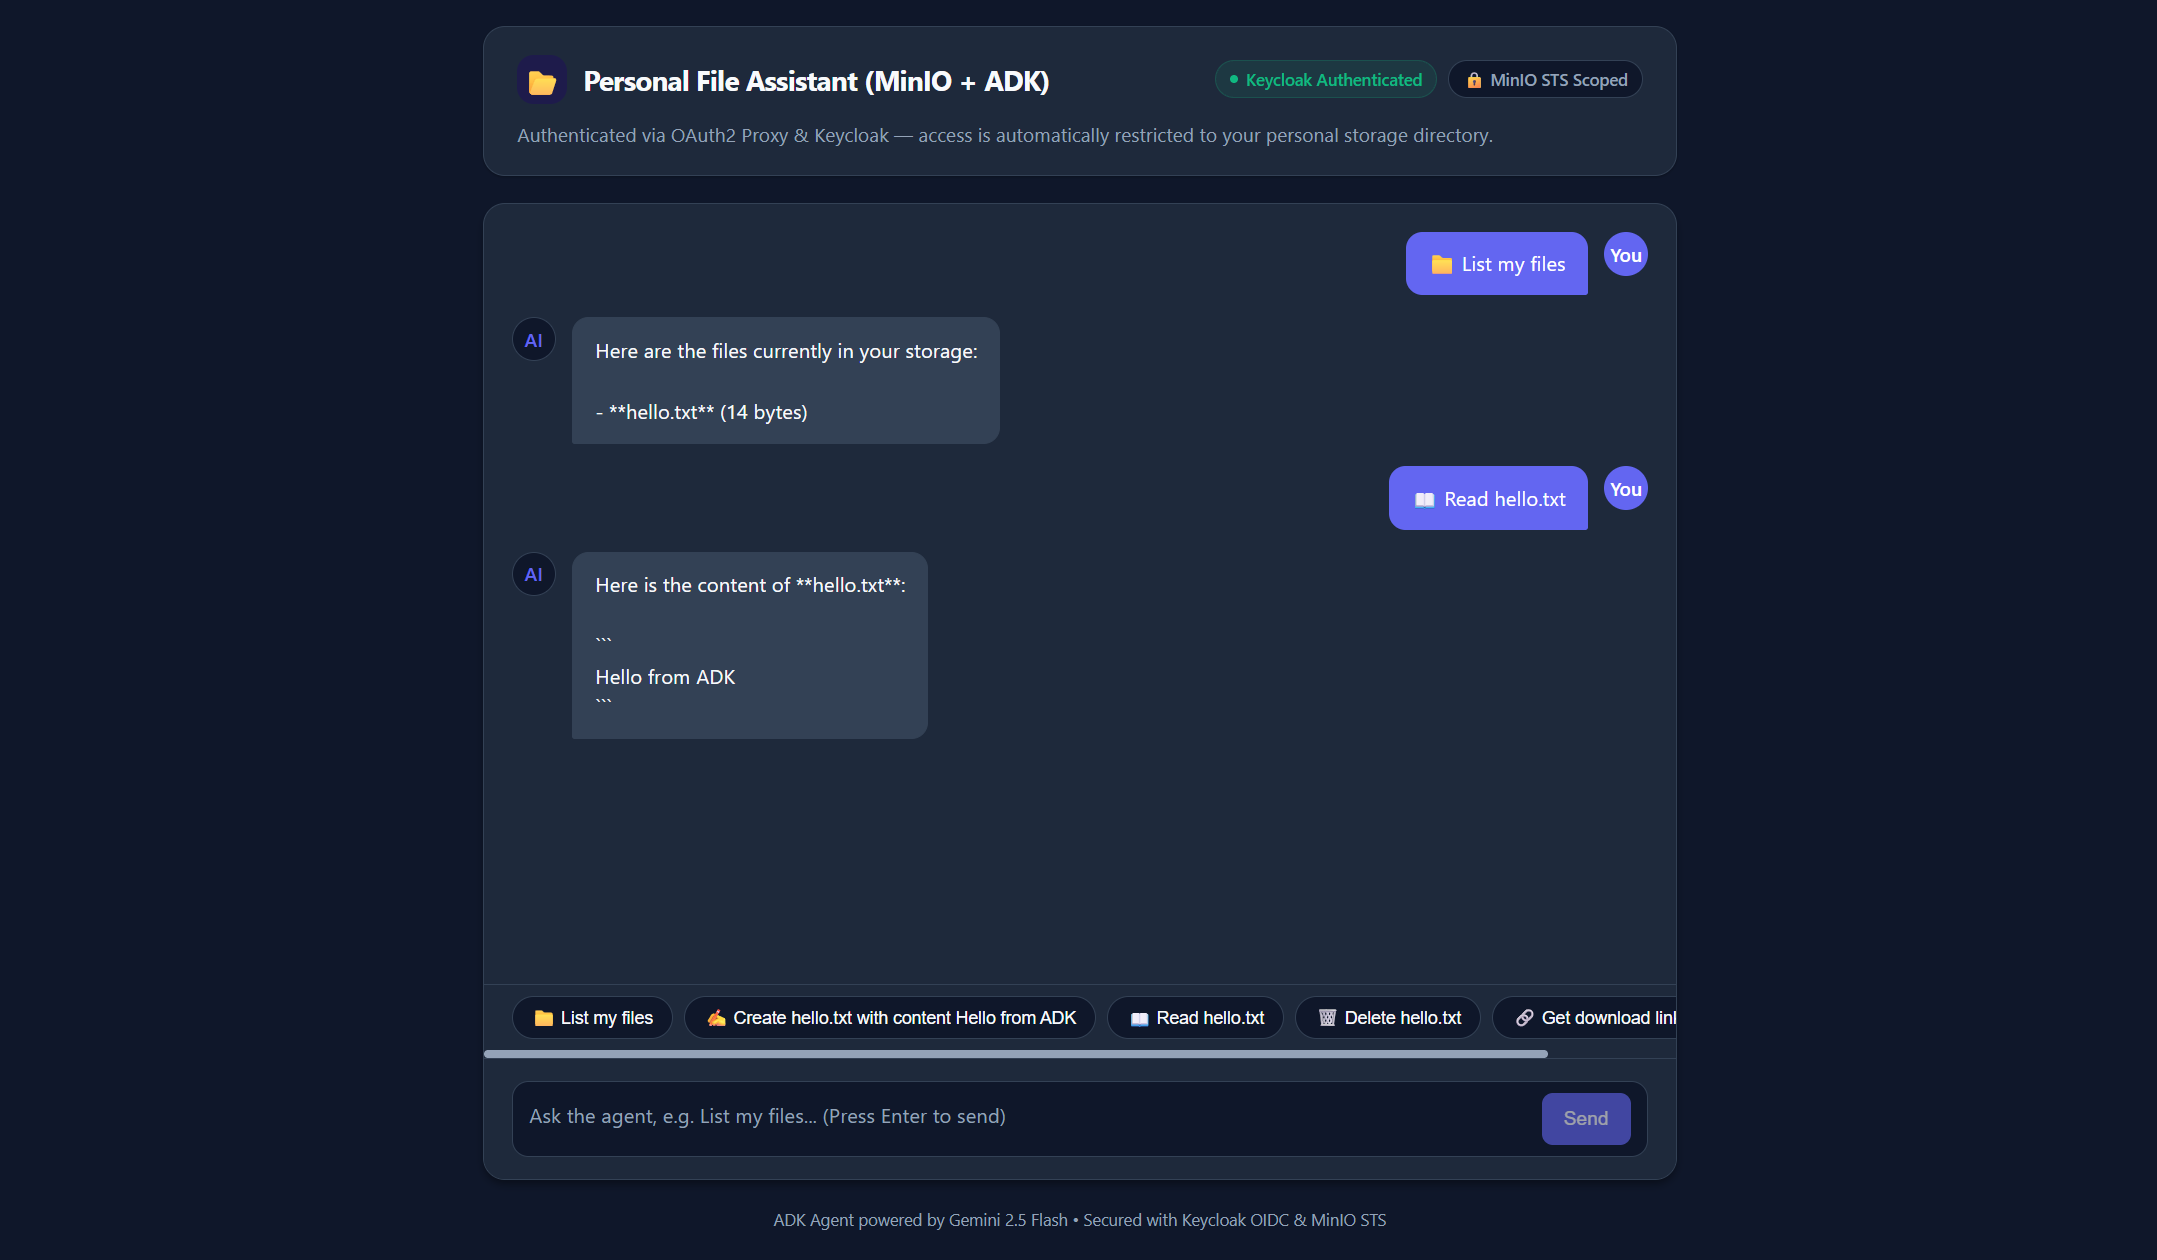 Personal File Assistant (MinIO + ADK)
Keycloak Authenticated
MinIO STS Scoped
Authenticated via OAuth2 Proxy & Keycloak — access is automatically restricted to your personal storage directory.
List my files
You
AI
Here are the files currently in your storage:
- **hello.txt** (14 bytes)
Read hello.txt
You
AI
Here is the content of **hello.txt**:
```
Hello from ADK
```
List my files
Create hello.txt with content Hello from ADK
Read hello.txt
Delete hello.txt
Get download
Ask the agent, e.g. List my files... (Press Enter to send)
Send
ADK Agent powered by Gemini 2.5 Flash • Secured with Keycloak OIDC & MinIO STS